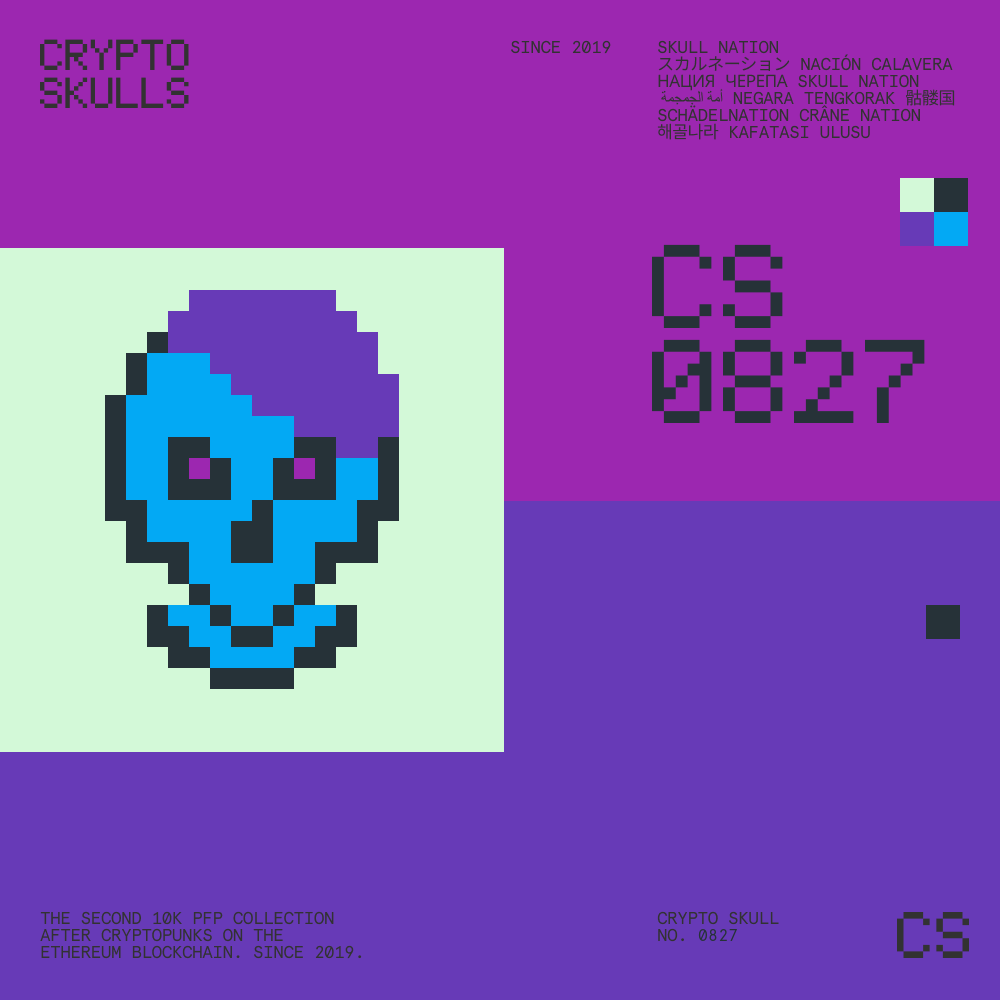 CRYPTO
SKULLS
SINCE 2019
SKULL NATION
スカルネーション NACIÓN CALAVERA
НАЦИЯ ЧЕРЕПА SKULL NATION
أمة الجمجمة NEGARA TENGKORAK 骷髅国
SCHÄDELNATION CRÂNE NATION
해골나라 KAFATASI ULUSU
CS
0827
THE SECOND 10K PFP COLLECTION
AFTER CRYPTOPUNKS ON THE
ETHEREUM BLOCKCHAIN. SINCE 2019.
CRYPTO SKULL
NO. 0827
CS